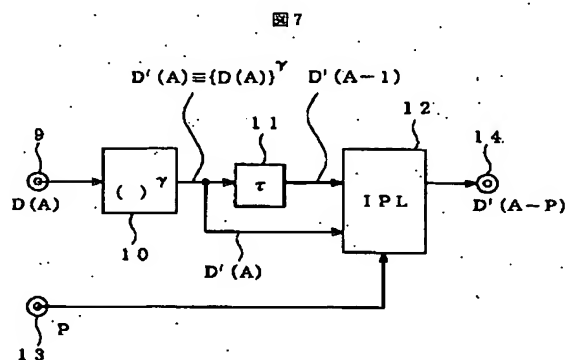 図7
D'(A)≡{D(A)}^γ D'(A−1)
12
11
9
14
( )^γ
τ
IPL
D(A)
D'(A−P)
10
D'(A)
P
13